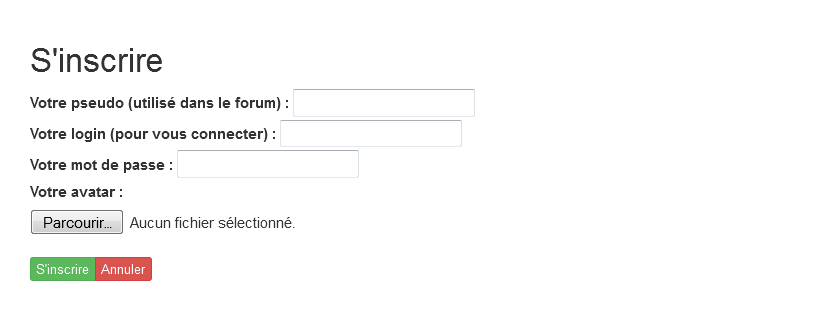 S'inscrire
Votre pseudo (utilisé dans le forum) :
Votre login (pour vous connecter) :
Votre mot de passe :
Votre avatar :
Parcourir... Aucun fichier sélectionné.
S'inscrire Annuler